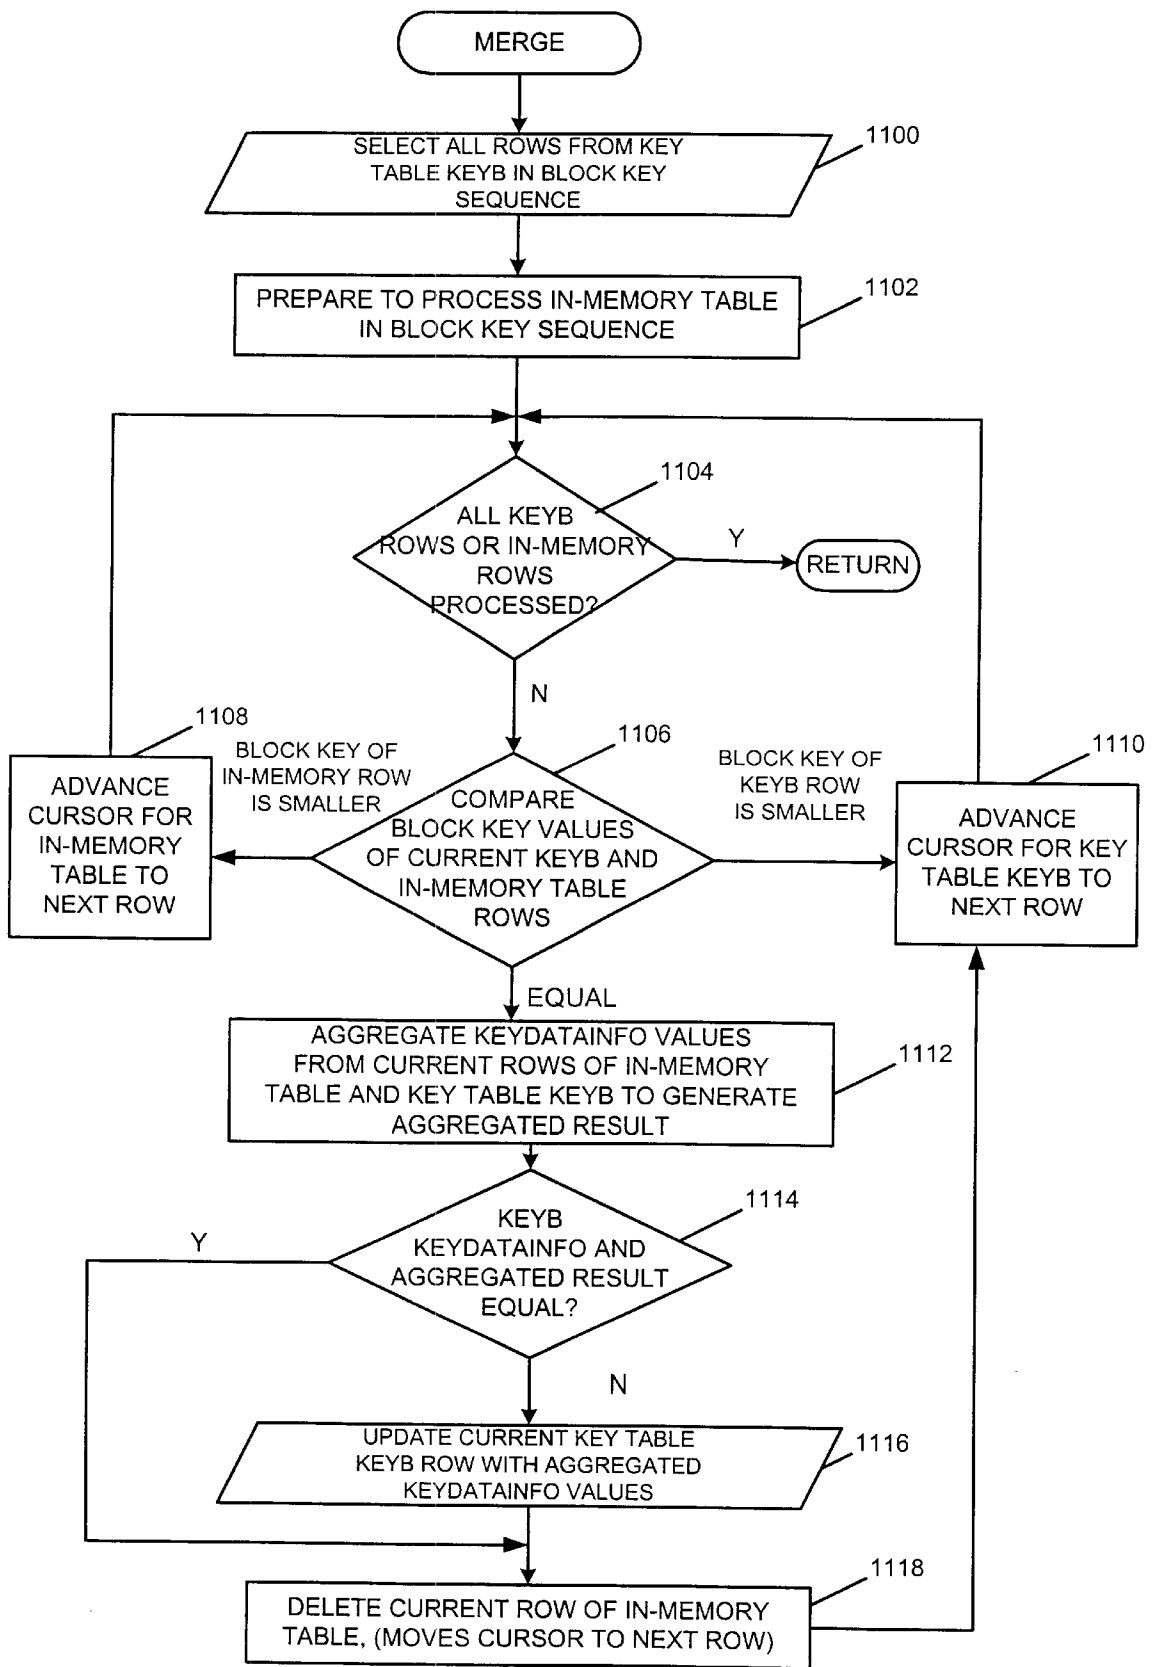 MERGE
1100
SELECT ALL ROWS FROM KEY
TABLE KEYB IN BLOCK KEY
SEQUENCE
1102
PREPARE TO PROCESS IN-MEMORY TABLE
IN BLOCK KEY SEQUENCE
1104
ALL KEYB
ROWS OR IN-MEMORY
ROWS
PROCESSED?
Y
RETURN
N
1108
BLOCK KEY OF
IN-MEMORY ROW
IS SMALLER
1106
BLOCK KEY OF
KEYB ROW
IS SMALLER
1110
ADVANCE
CURSOR FOR
IN-MEMORY
TABLE TO
NEXT ROW
COMPARE
BLOCK KEY VALUES
OF CURRENT KEYB AND
IN-MEMORY TABLE
ROWS
ADVANCE
CURSOR FOR KEY
TABLE KEYB TO
NEXT ROW
EQUAL
AGGREGATE KEYDATAINFO VALUES
FROM CURRENT ROWS OF IN-MEMORY
TABLE AND KEY TABLE KEYB TO GENERATE
AGGREGATED RESULT
1112
1114
KEYB
KEYDATAINFO AND
AGGREGATED RESULT
EQUAL?
Y
N
UPDATE CURRENT KEY TABLE
KEYB ROW WITH AGGREGATED
KEYDATAINFO VALUES
1116
1118
DELETE CURRENT ROW OF IN-MEMORY
TABLE, (MOVES CURSOR TO NEXT ROW)